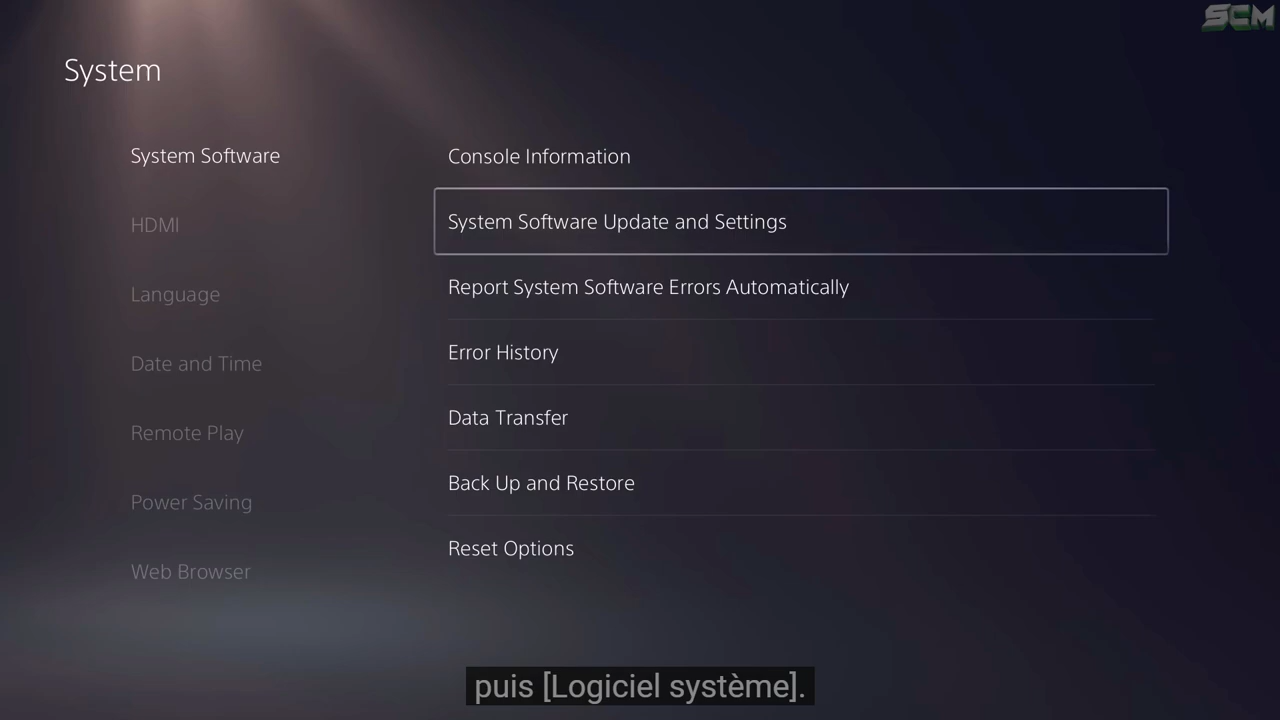 SCM
System
System Software
HDMI
Language
Date and Time
Remote Play
Power Saving
Web Browser
Console Information
System Software Update and Settings
Report System Software Errors Automatically
Error History
Data Transfer
Back Up and Restore
Reset Options
puis [Logiciel système].